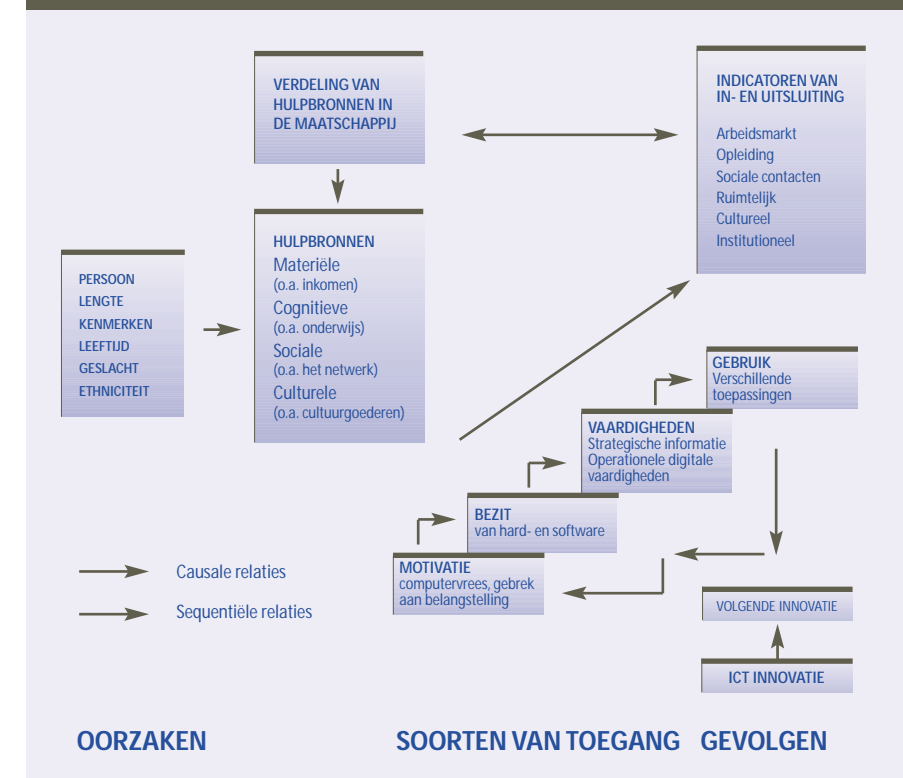 VERDELING VAN
HULPBRONNEN IN
DE MAATSCHAPPIJ
INDICATOREN VAN
IN- EN UITSLUITING
Arbeidsmarkt
Opleiding
Sociale contacten
Ruimtelijk
Cultureel
Institutioneel
PERSOON
LENGTE
KENMERKEN
LEEFTIJD
GESLACHT
ETHNICITEIT
HULPBRONNEN
Materiële
(o.a. inkomen)
Cognitieve
(o.a. onderwijs)
Sociale
(o.a. het netwerk)
Culturele
(o.a. cultuurgoederen)
GEBRUIK
Verschillende
toepassingen
VAARDIGHEDEN
Strategische informatie
Operationele digitale
vaardigheden
BEZIT
van hard- en software
MOTIVATIE
computervrees, gebrek
aan belangstelling
Causale relaties
Sequentiële relaties
VOLGENDE INNOVATIE
ICT INNOVATIE
OORZAKEN
SOORTEN VAN TOEGANG
GEVOLGEN